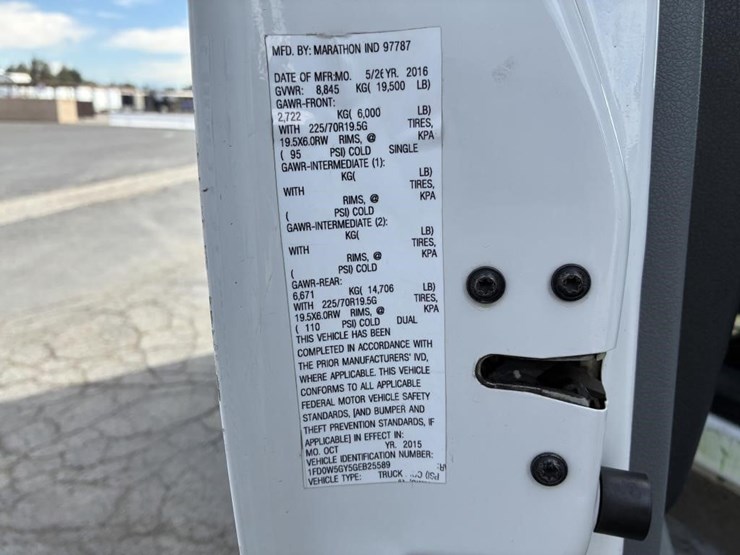 MFD. BY: MARATHON IND 97787
DATE OF MFR:MO. 5/26 YR. 2016
GVWR: 8,845 KG( 19,500 LB)
GAWR-FRONT:
2,722 KG( 6,000 LB)
WITH 225/70R19.5G TIRES,
19.5X6.0RW RIMS, @ KPA
( 95 PSI) COLD SINGLE
GAWR-INTERMEDIATE (1):
KG( LB)
WITH TIRES,
RIMS, @ KPA
( PSI) COLD
GAWR-INTERMEDIATE (2):
KG( LB)
WITH TIRES,
RIMS, @ KPA
( PSI) COLD
GAWR-REAR:
6,671 KG( 14,706 LB)
WITH 225/70R19.5G TIRES,
19.5X6.0RW RIMS, @ KPA
( 110 PSI) COLD DUAL
THIS VEHICLE HAS BEEN
COMPLETED IN ACCORDANCE WITH
THE PRIOR MANUFACTURERS' IVD,
WHERE APPLICABLE. THIS VEHICLE
CONFORMS TO ALL APPLICABLE
FEDERAL MOTOR VEHICLE SAFETY
STANDARDS, [AND BUMPER AND
THEFT PREVENTION STANDARDS, IF
APPLICABLE] IN EFFECT IN:
MO. OCT YR. 2015
VEHICLE IDENTIFICATION NUMBER:
1FD0W5GY5GEB25589
VEHICLE TYPE: TRUCK